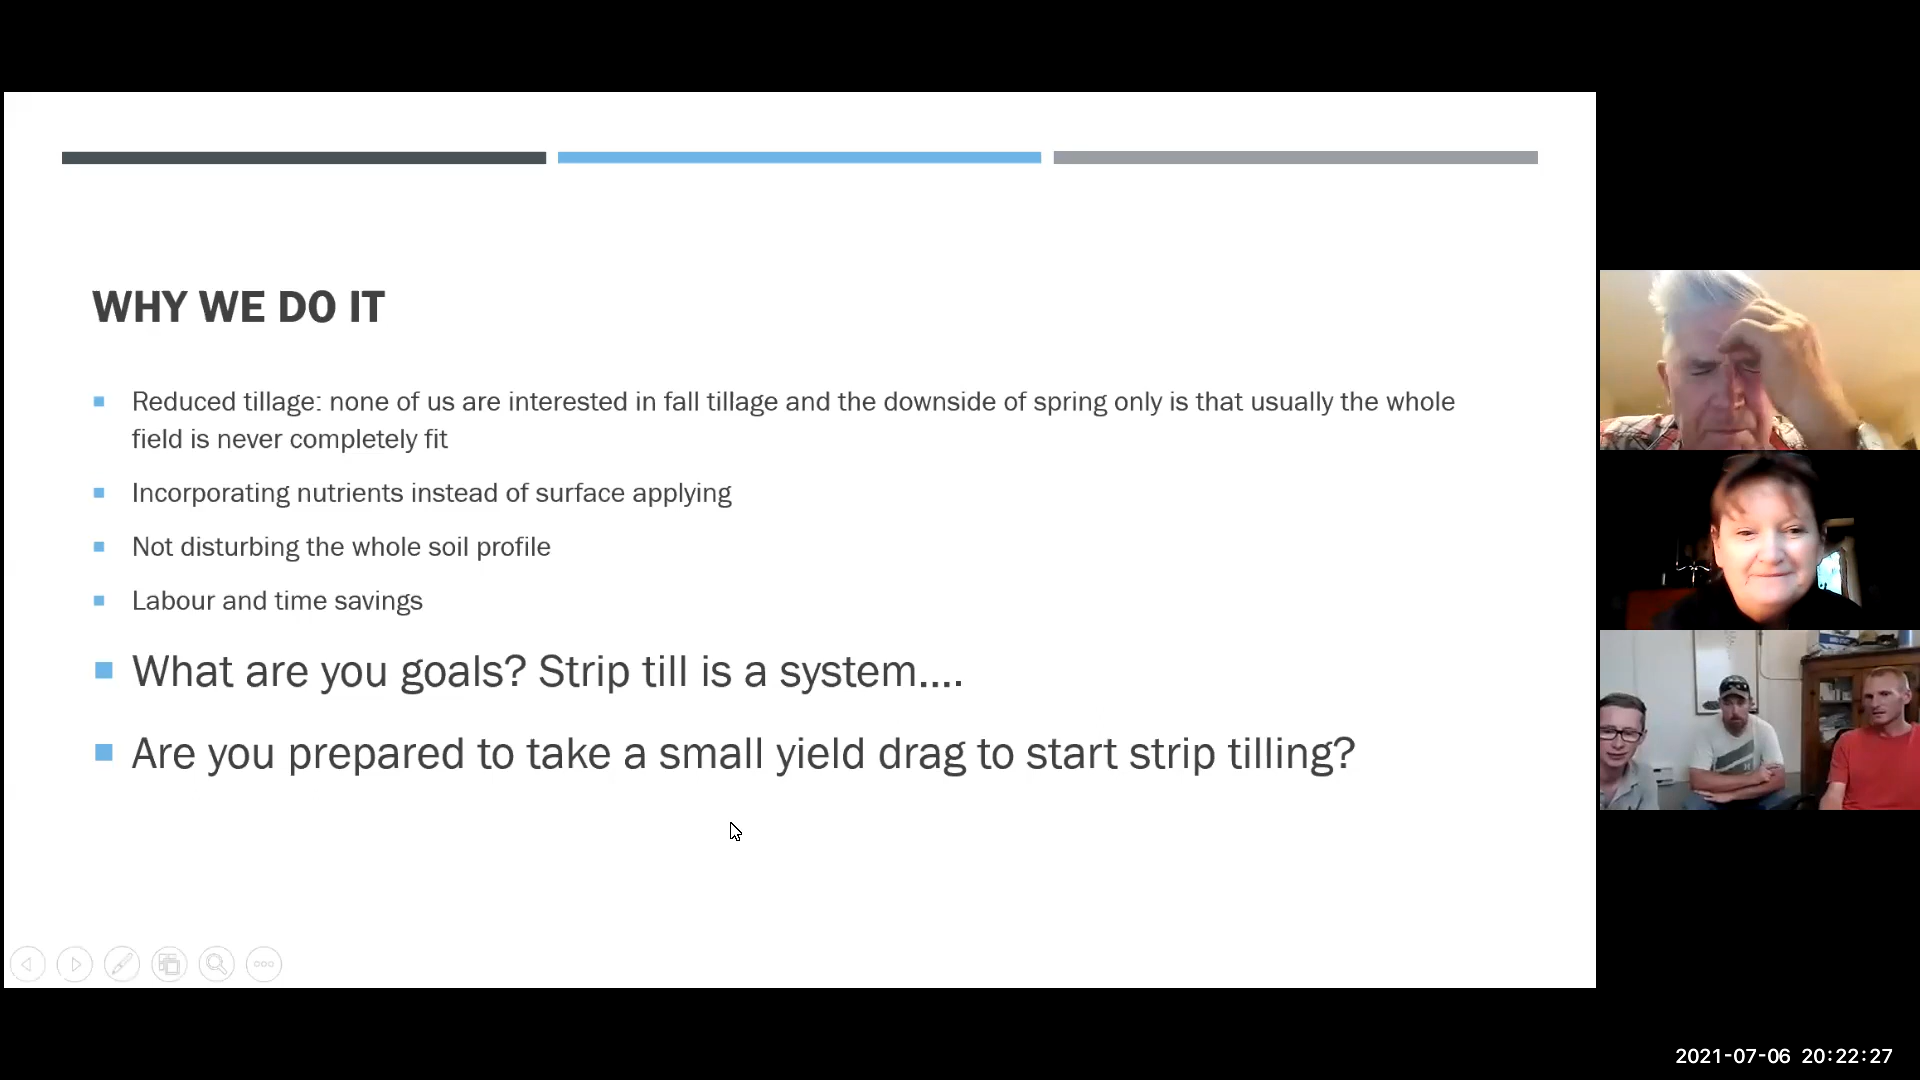 WHY WE DO IT
Reduced tillage: none of us are interested in fall tillage and the downside of spring only is that usually the whole
field is never completely fit
Incorporating nutrients instead of surface applying
Not disturbing the whole soil profile
Labour and time savings
What are you goals? Strip till is a system....
Are you prepared to take a small yield drag to start strip tilling?
2021-07-06 20:22:27